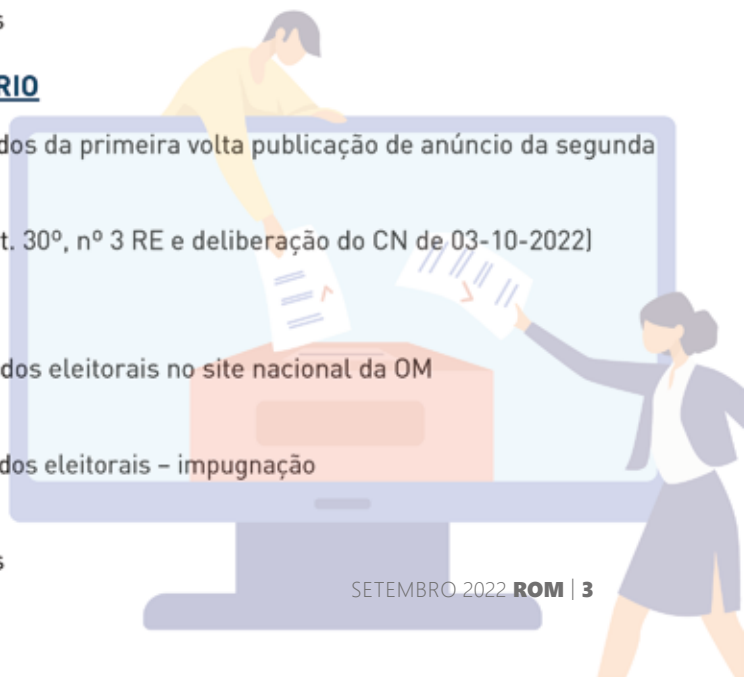 s
RIO
dos da primeira volta publicação de anúncio da segunda
t. 30º, nº 3 RE e deliberação do CN de 03-10-2022)
dos eleitorais no site nacional da OM
dos eleitorais – impugnação
s
SETEMBRO 2022 ROM | 3